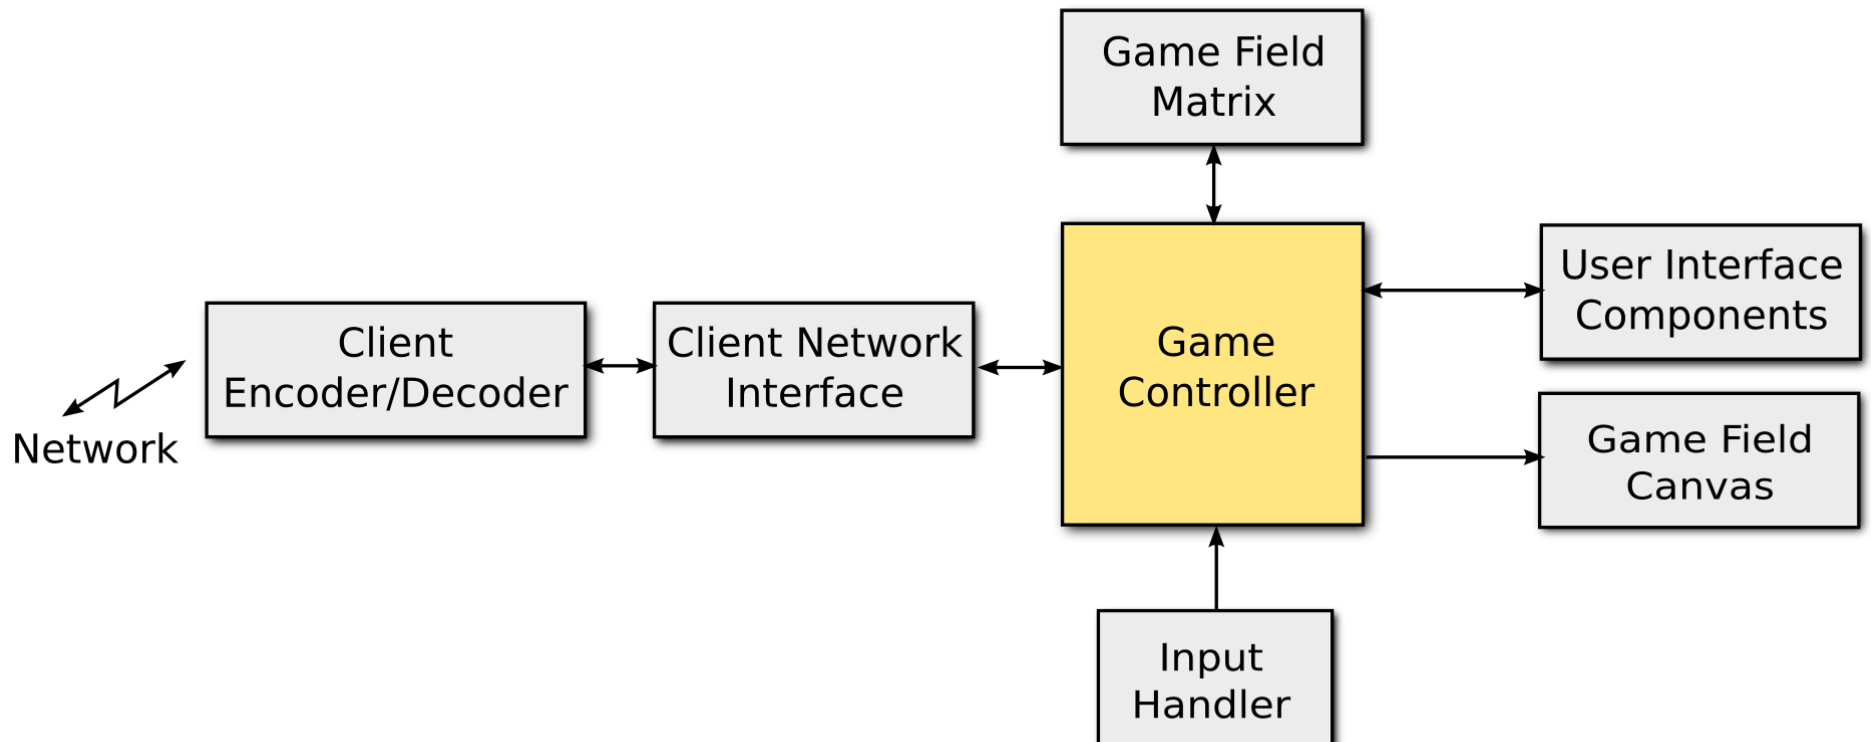 Game Field
Matrix
User Interface
Components
Client
Encoder/Decoder
Client Network
Interface
Game
Controller
Network
Game Field
Canvas
Input
Handler